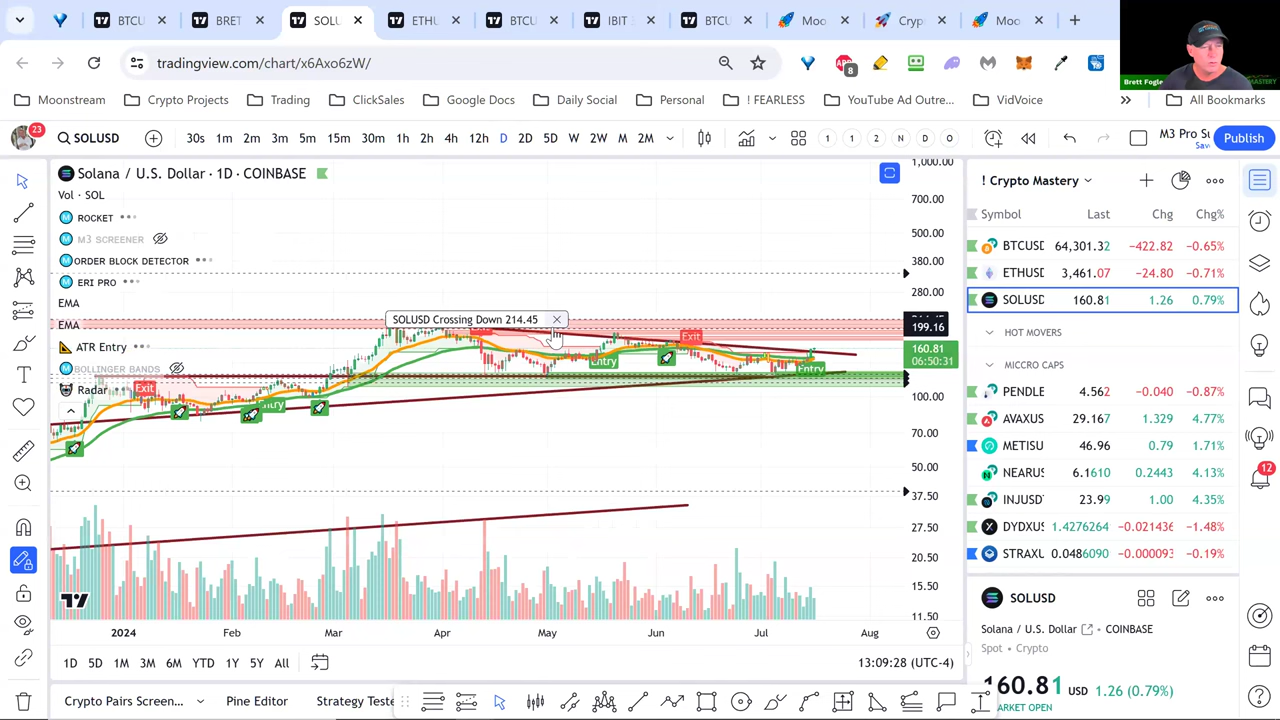 BTCU
BRET
SOL
ETHU
BTCU
IBIT
BTCU
Moo
Cryp
Moo
tradingview.com/chart/x6Axo6zW/
8
Brett Fogle
MASTERY
Moonstream
Crypto Projects
Trading
ClickSales
Google Docs
Daily Social
Personal
! FEARLESS
YouTube Ad Outre...
VidVoice
All Bookmarks
23
SOLUSD
30s 1m 2m 3m 5m 15m 30m 1h 2h 4h 12h D 2D 5D W 2W M 2M
1 1 2 N D O
M3 Pro Su
Save
Publish
Solana / U.S. Dollar · 1D · COINBASE
Vol · SOL
ROCKET
M3 SCREENER
ORDER BLOCK DETECTOR
ERI PRO
EMA
EMA
ATR Entry
BOLLINGER BANDS
Radar
SOLUSD Crossing Down 214.45
Exit
Exit
Entry
Entry
1,000.00
700.00
500.00
380.00
280.00
199.16
160.81
06:50:31
100.00
70.00
50.00
37.50
27.50
20.50
15.50
11.50
2024 Feb Mar Apr May Jun Jul Aug
1D 5D 1M 3M 6M YTD 1Y 5Y All
13:09:28 (UTC-4)
Crypto Pairs Screen...
Pine Editor
Strategy Teste
! Crypto Mastery
Symbol Last Chg Chg%
BTCUSD 64,301.32 −422.82 −0.65%
ETHUSD 3,461.07 −24.80 −0.71%
SOLUSD 160.81 1.26 0.79%
HOT MOVERS
MICCRO CAPS
PENDLE 4.562 −0.040 −0.87%
AVAXUS 29.167 1.329 4.77%
METISU 46.96 0.79 1.71%
NEARUS 6.1610 0.2443 4.13%
INJUSDT 23.99 1.00 4.35%
DYDXUS 1.4276264 −0.021436 −1.48%
STRAXU 0.0486090 −0.000093 −0.19%
12
SOLUSD
Solana / U.S. Dollar · COINBASE
Spot · Crypto
160.81 USD 1.26 (0.79%)
MARKET OPEN